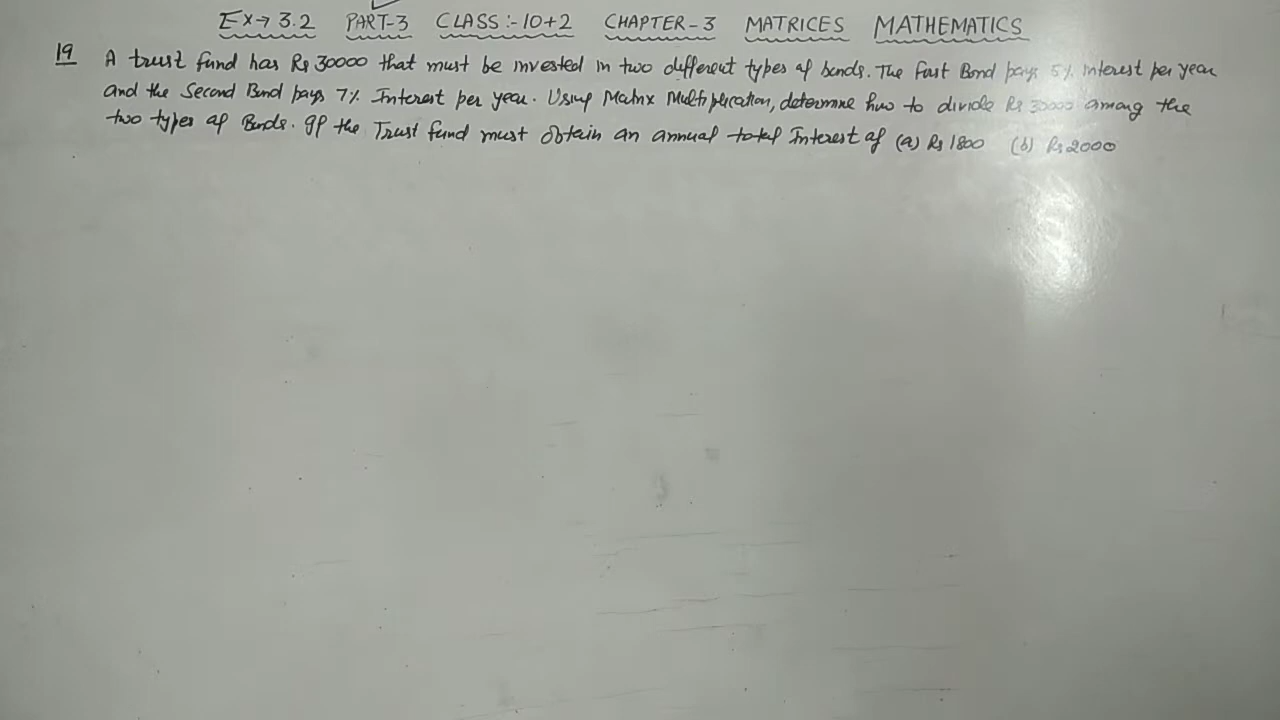 EX→ 3.2 PART-3 CLASS :- 10+2 CHAPTER-3 MATRICES MATHEMATICS
19 A trust fund has Rs 30000 that must be invested in two different types of bonds. The First Bond pays 5% interest per year
and the Second Bond pays 7% Interest per year. Using Matrix Multiplication, determine how to divide Rs 30000 among the
two types of Bonds. If the Trust fund must obtain an annual total Interest of (a) Rs 1800 (b) Rs 2000